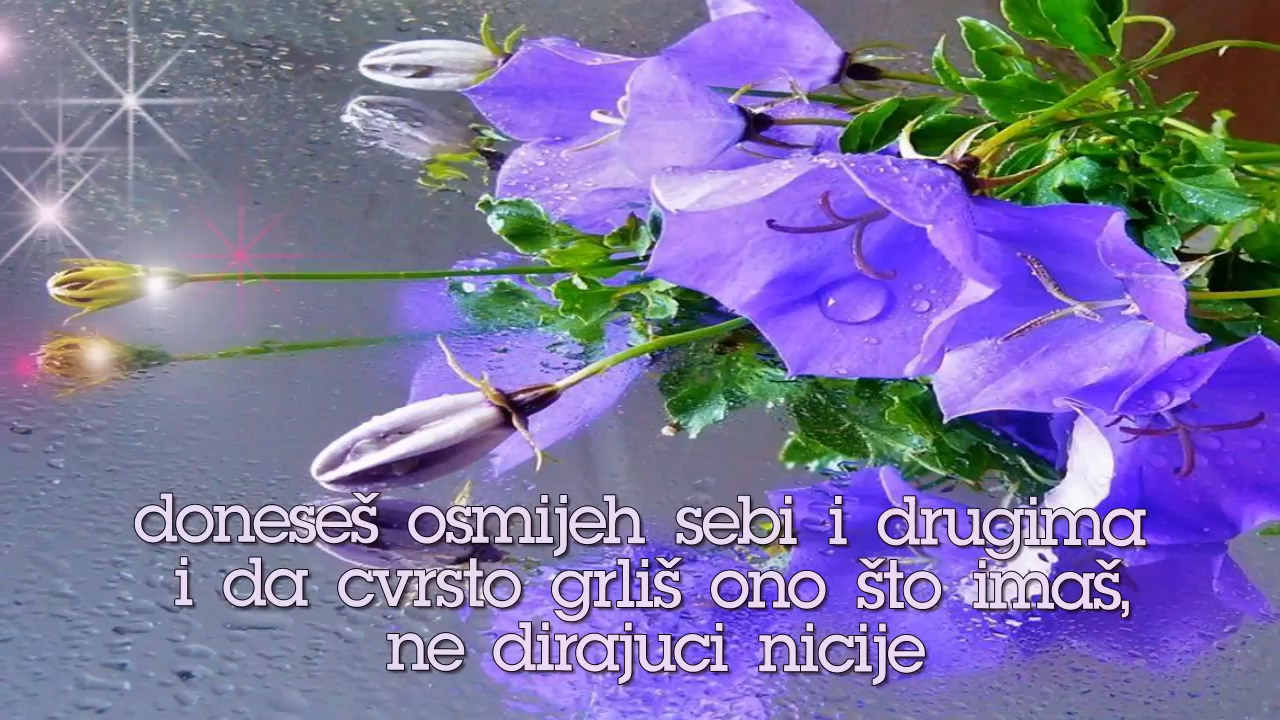 doneseš osmijeh sebi i drugima
i da cvrsto grliš ono što imaš,
ne dirajuci nicije